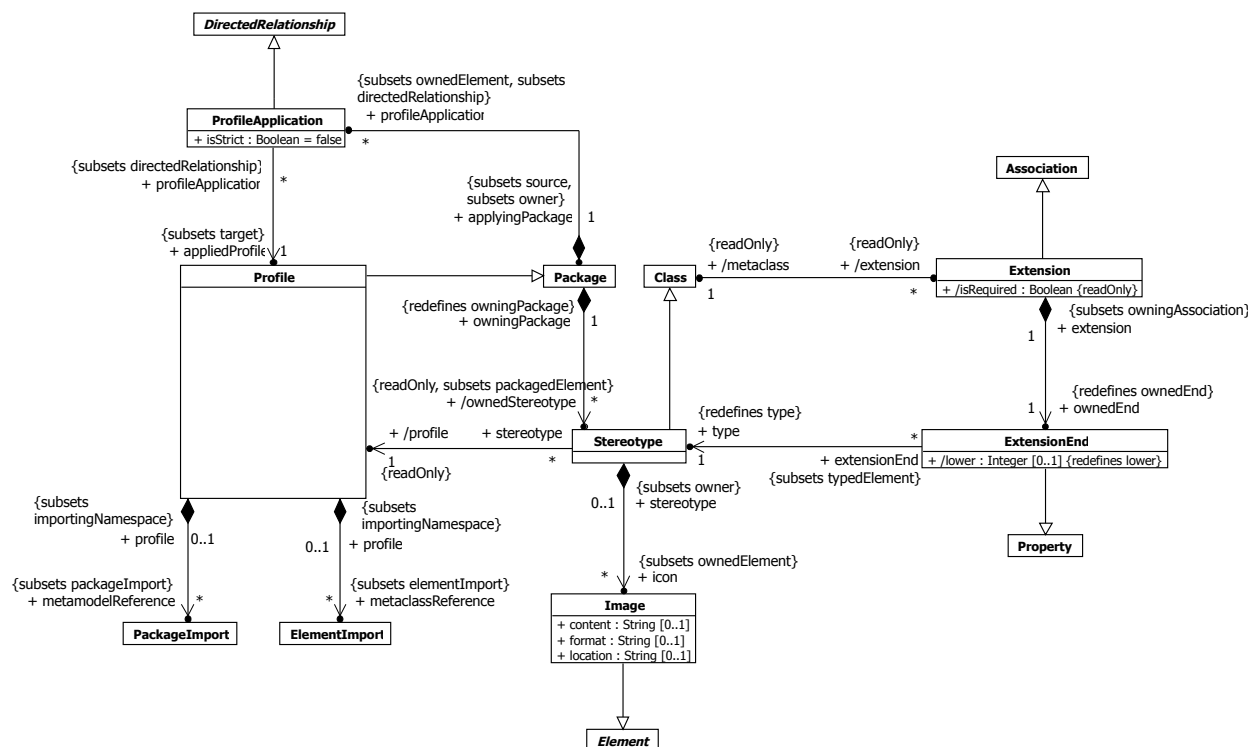 DirectedRelationship
{subsets ownedElement, subsets
directedRelationship}
+ profileApplication
*
ProfileApplication
+ isStrict : Boolean = false
{subsets directedRelationship}
+ profileApplication
*
{subsets source,
subsets owner}
+ applyingPackage
1
Association
{subsets target}
+ appliedProfile
1
{readOnly}
+ /metaclass
1
{readOnly}
+ /extension
*
Profile
Package
Class
Extension
+ /isRequired : Boolean {readOnly}
{redefines owningPackage}
+ owningPackage
1
{subsets owningAssociation}
+ extension
1
{readOnly, subsets packagedElement}
+ /ownedStereotype
*
{redefines ownedEnd}
+ ownedEnd
1
+ /profile
1
{readOnly}
+ stereotype
*
Stereotype
{redefines type}
+ type
1
*
+ extensionEnd
{subsets typedElement}
ExtensionEnd
+ /lower : Integer [0..1] {redefines lower}
{subsets
importingNamespace}
+ profile
0..1
{subsets
importingNamespace}
+ profile
0..1
{subsets owner}
+ stereotype
0..1
Property
{subsets packageImport}
+ metamodelReference
*
{subsets elementImport}
+ metaclassReference
*
{subsets ownedElement}
+ icon
*
PackageImport
ElementImport
Image
+ content : String [0..1]
+ format : String [0..1]
+ location : String [0..1]
Element